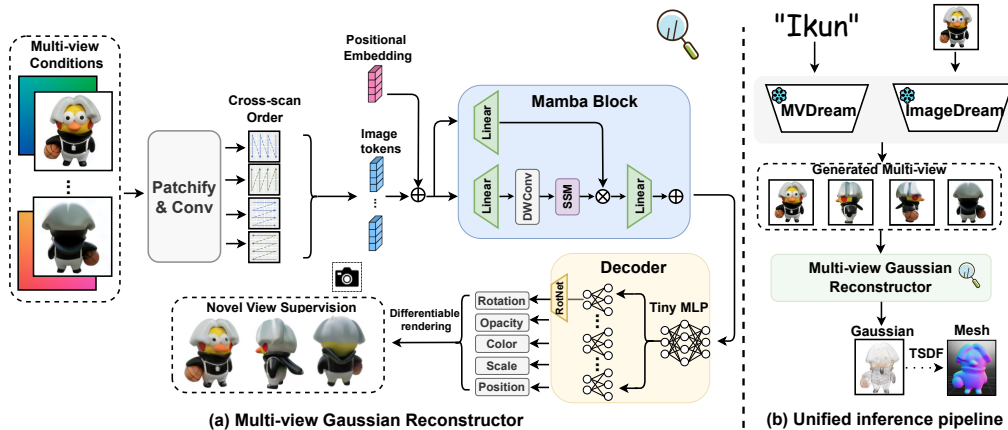 Multi-view
Conditions
Patchify
& Conv
Cross-scan
Order
Positional
Embedding
Image
tokens
Mamba Block
Linear
Linear
DWConv
SSM
Linear
Decoder
Tiny MLP
RotNet
Rotation
Opacity
Color
Scale
Position
Differentiable
rendering
Novel View Supervision
(a) Multi-view Gaussian Reconstructor
"Ikun"
MVDream
ImageDream
Generated Multi-view
Multi-view Gaussian
Reconstructor
Gaussian
TSDF
Mesh
(b) Unified inference pipeline